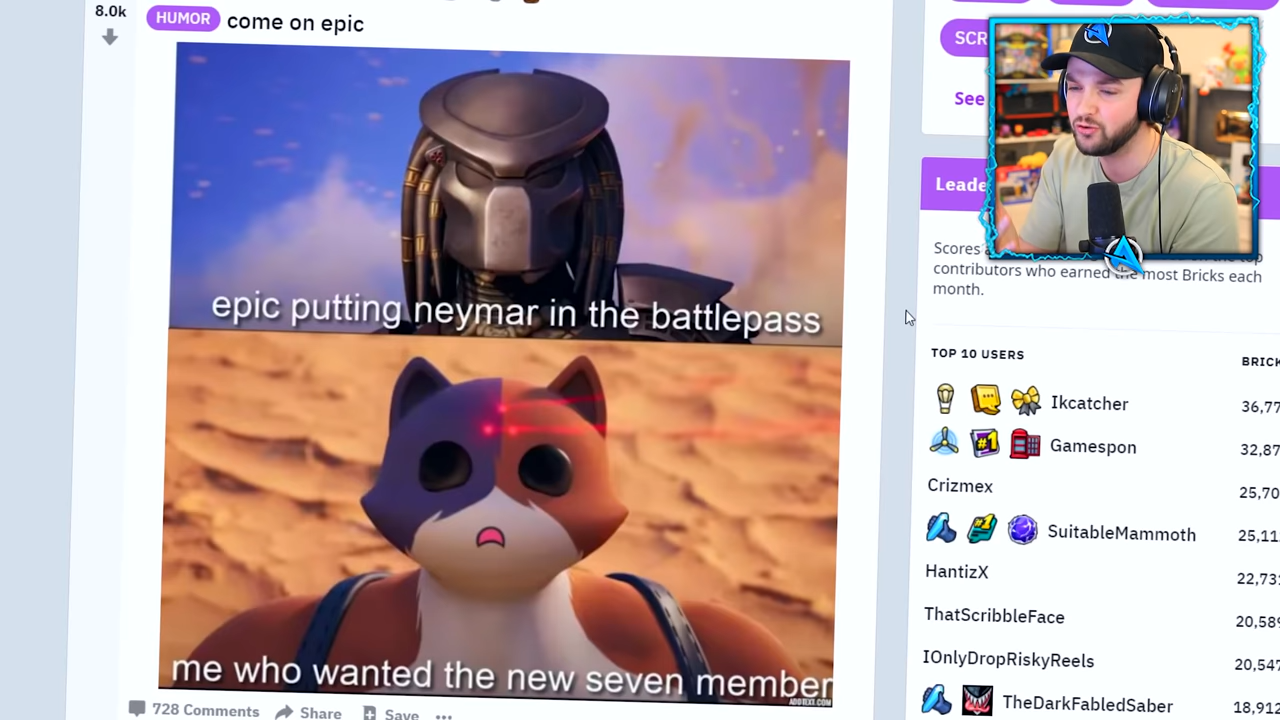 8.0k
HUMOR come on epic
epic putting neymar in the battlepass
me who wanted the new seven member
728 Comments Share Save
SCR
See
Leade
Scores
contributors who earned the most Bricks each
month.
TOP 10 USERS BRICK
Ikcatcher 36,77
#1 Gamespon 32,87
Crizmex 25,70
#1 SuitableMammoth 25,11
HantizX 22,73
ThatScribbleFace 20,589
IOnlyDropRiskyReels 20,547
TheDarkFabledSaber 18,912